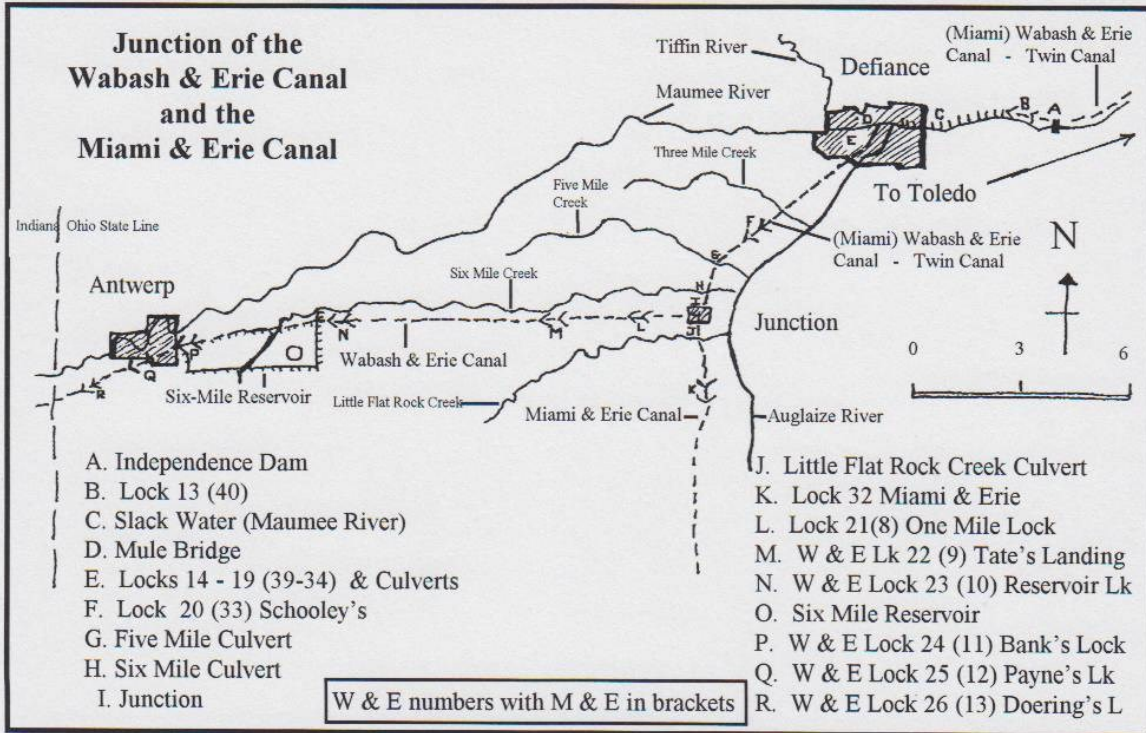 Junction of the
Wabash & Erie Canal
and the
Miami & Erie Canal
Tiffin River
(Miami) Wabash & Erie
Canal - Twin Canal
Defiance
Maumee River
B
A
C
D
E
Three Mile Creek
Five Mile
Creek
To Toledo
F
Indiana
Ohio State Line
(Miami) Wabash & Erie
Canal - Twin Canal
N
Six Mile Creek
H
I
Antwerp
Junction
N
M
L
J
P
O
Wabash & Erie Canal
0 3 6
Q
R
Six-Mile Reservoir
Little Flat Rock Creek
K
Miami & Erie Canal
Auglaize River
A. Independence Dam
B. Lock 13 (40)
C. Slack Water (Maumee River)
D. Mule Bridge
E. Locks 14 - 19 (39-34) & Culverts
F. Lock 20 (33) Schooley's
G. Five Mile Culvert
H. Six Mile Culvert
I. Junction
J. Little Flat Rock Creek Culvert
K. Lock 32 Miami & Erie
L. Lock 21(8) One Mile Lock
M. W & E Lk 22 (9) Tate's Landing
N. W & E Lock 23 (10) Reservoir Lk
O. Six Mile Reservoir
P. W & E Lock 24 (11) Bank's Lock
Q. W & E Lock 25 (12) Payne's Lk
R. W & E Lock 26 (13) Doering's L
W & E numbers with M & E in brackets